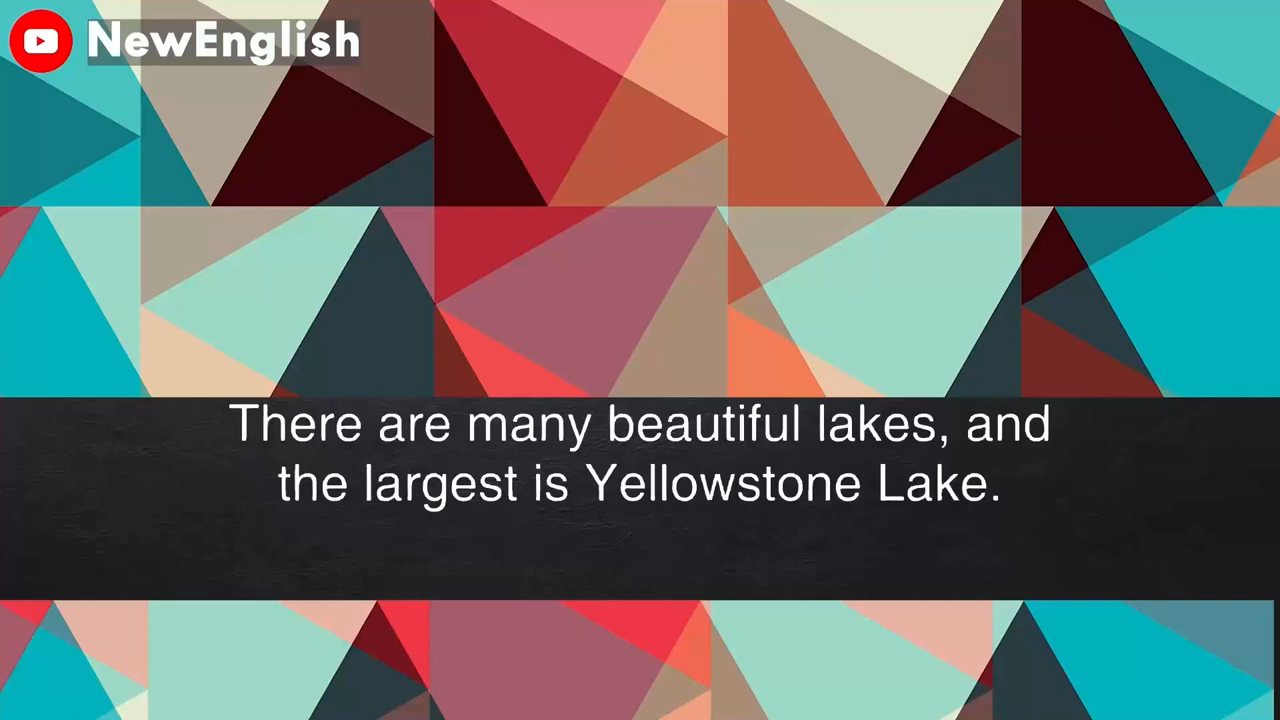 NewEnglish
There are many beautiful lakes, and
the largest is Yellowstone Lake.